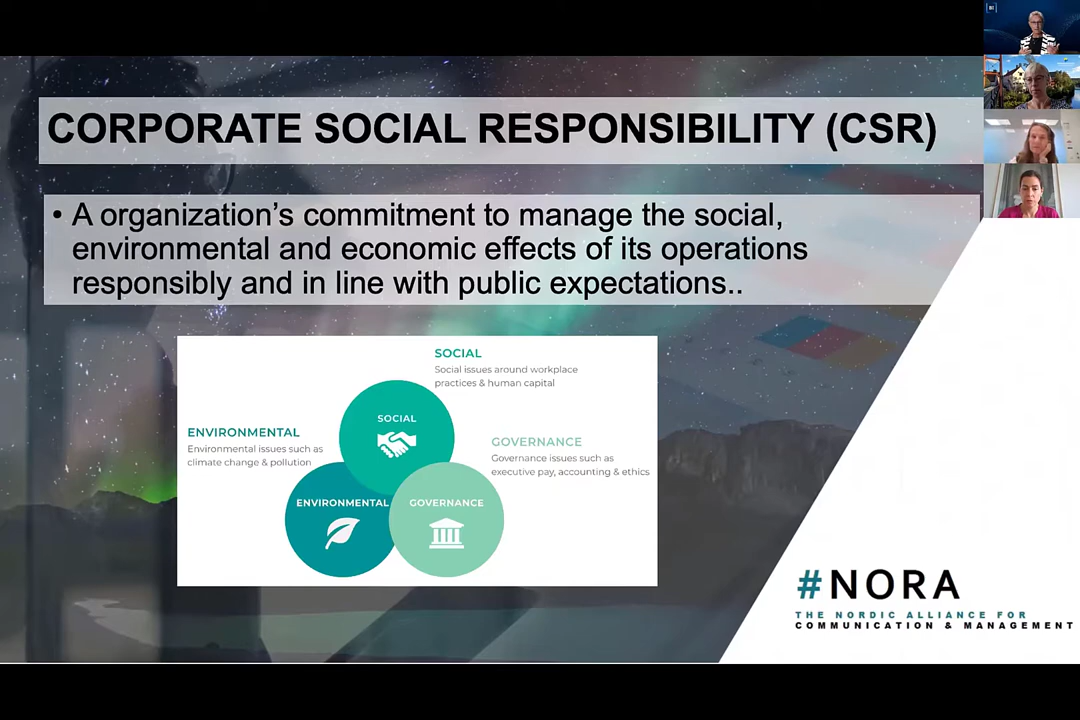 CORPORATE SOCIAL RESPONSIBILITY (CSR)
• A organization's commitment to manage the social,
environmental and economic effects of its operations
responsibly and in line with public expectations..
SOCIAL
Social issues around workplace
practices & human capital
SOCIAL
ENVIRONMENTAL
Environmental issues such as
climate change & pollution
GOVERNANCE
Governance issues such as
executive pay, accounting & ethics
ENVIRONMENTAL
GOVERNANCE
#NORA
THE NORDIC ALLIANCE FOR
COMMUNICATION & MANAGEMENT